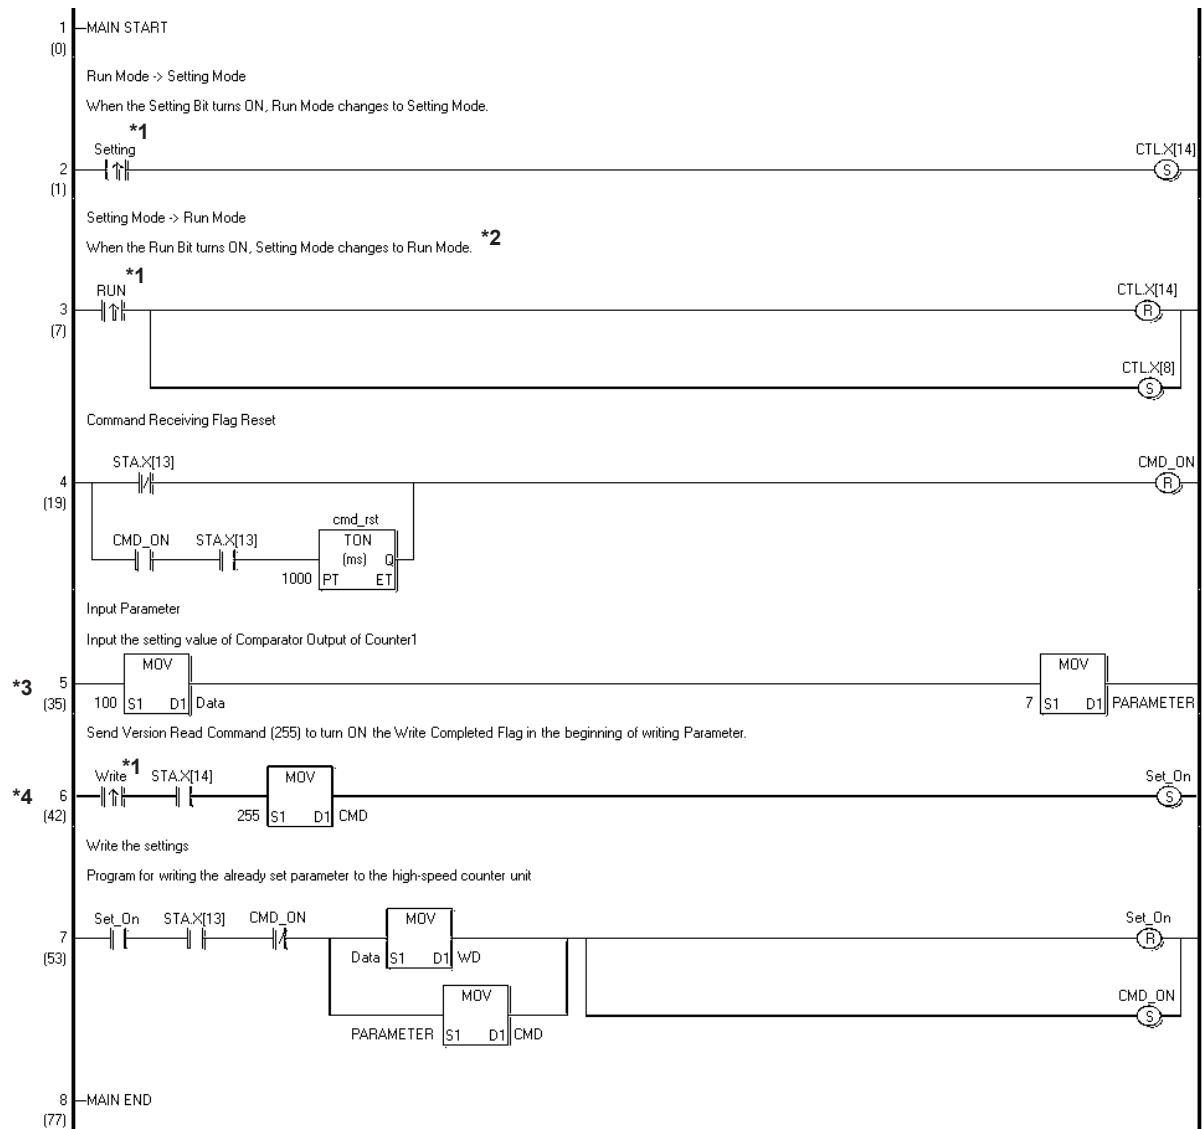 1 MAIN START
(0)
Run Mode -> Setting Mode
When the Setting Bit turns ON, Run Mode changes to Setting Mode.
*1
Setting CTL.X[14]
2 S
(1)
Setting Mode -> Run Mode
When the Run Bit turns ON, Setting Mode changes to Run Mode. *2
*1
RUN CTL.X[14]
3 R
(7)
CTL.X[8]
S
Command Receiving Flag Reset
STA.X[13] CMD_ON
4 R
(19)
cmd_rst
CMD_ON STA.X[13] TON
(ms) Q
1000 PT ET
Input Parameter
Input the setting value of Comparator Output of Counter1
MOV MOV
*3 5
(35) 100 S1 D1 Data 7 S1 D1 PARAMETER
Send Version Read Command (255) to turn ON the Write Completed Flag in the beginning of writing Parameter.
Write *1 STA.X[14] MOV Set_On
*4 6 S
(42) 255 S1 D1 CMD
Write the settings
Program for writing the already set parameter to the high-speed counter unit
Set_On STA.X[13] CMD_ON MOV Set_On
7 R
(53) Data S1 D1 WD
MOV CMD_ON
S
PARAMETER S1 D1 CMD
8 MAIN END
(77)